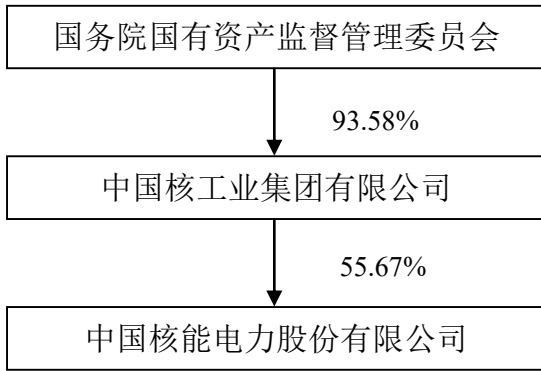 国务院国有资产监督管理委员会
93.58%
中国核工业集团有限公司
55.67%
中国核能电力股份有限公司